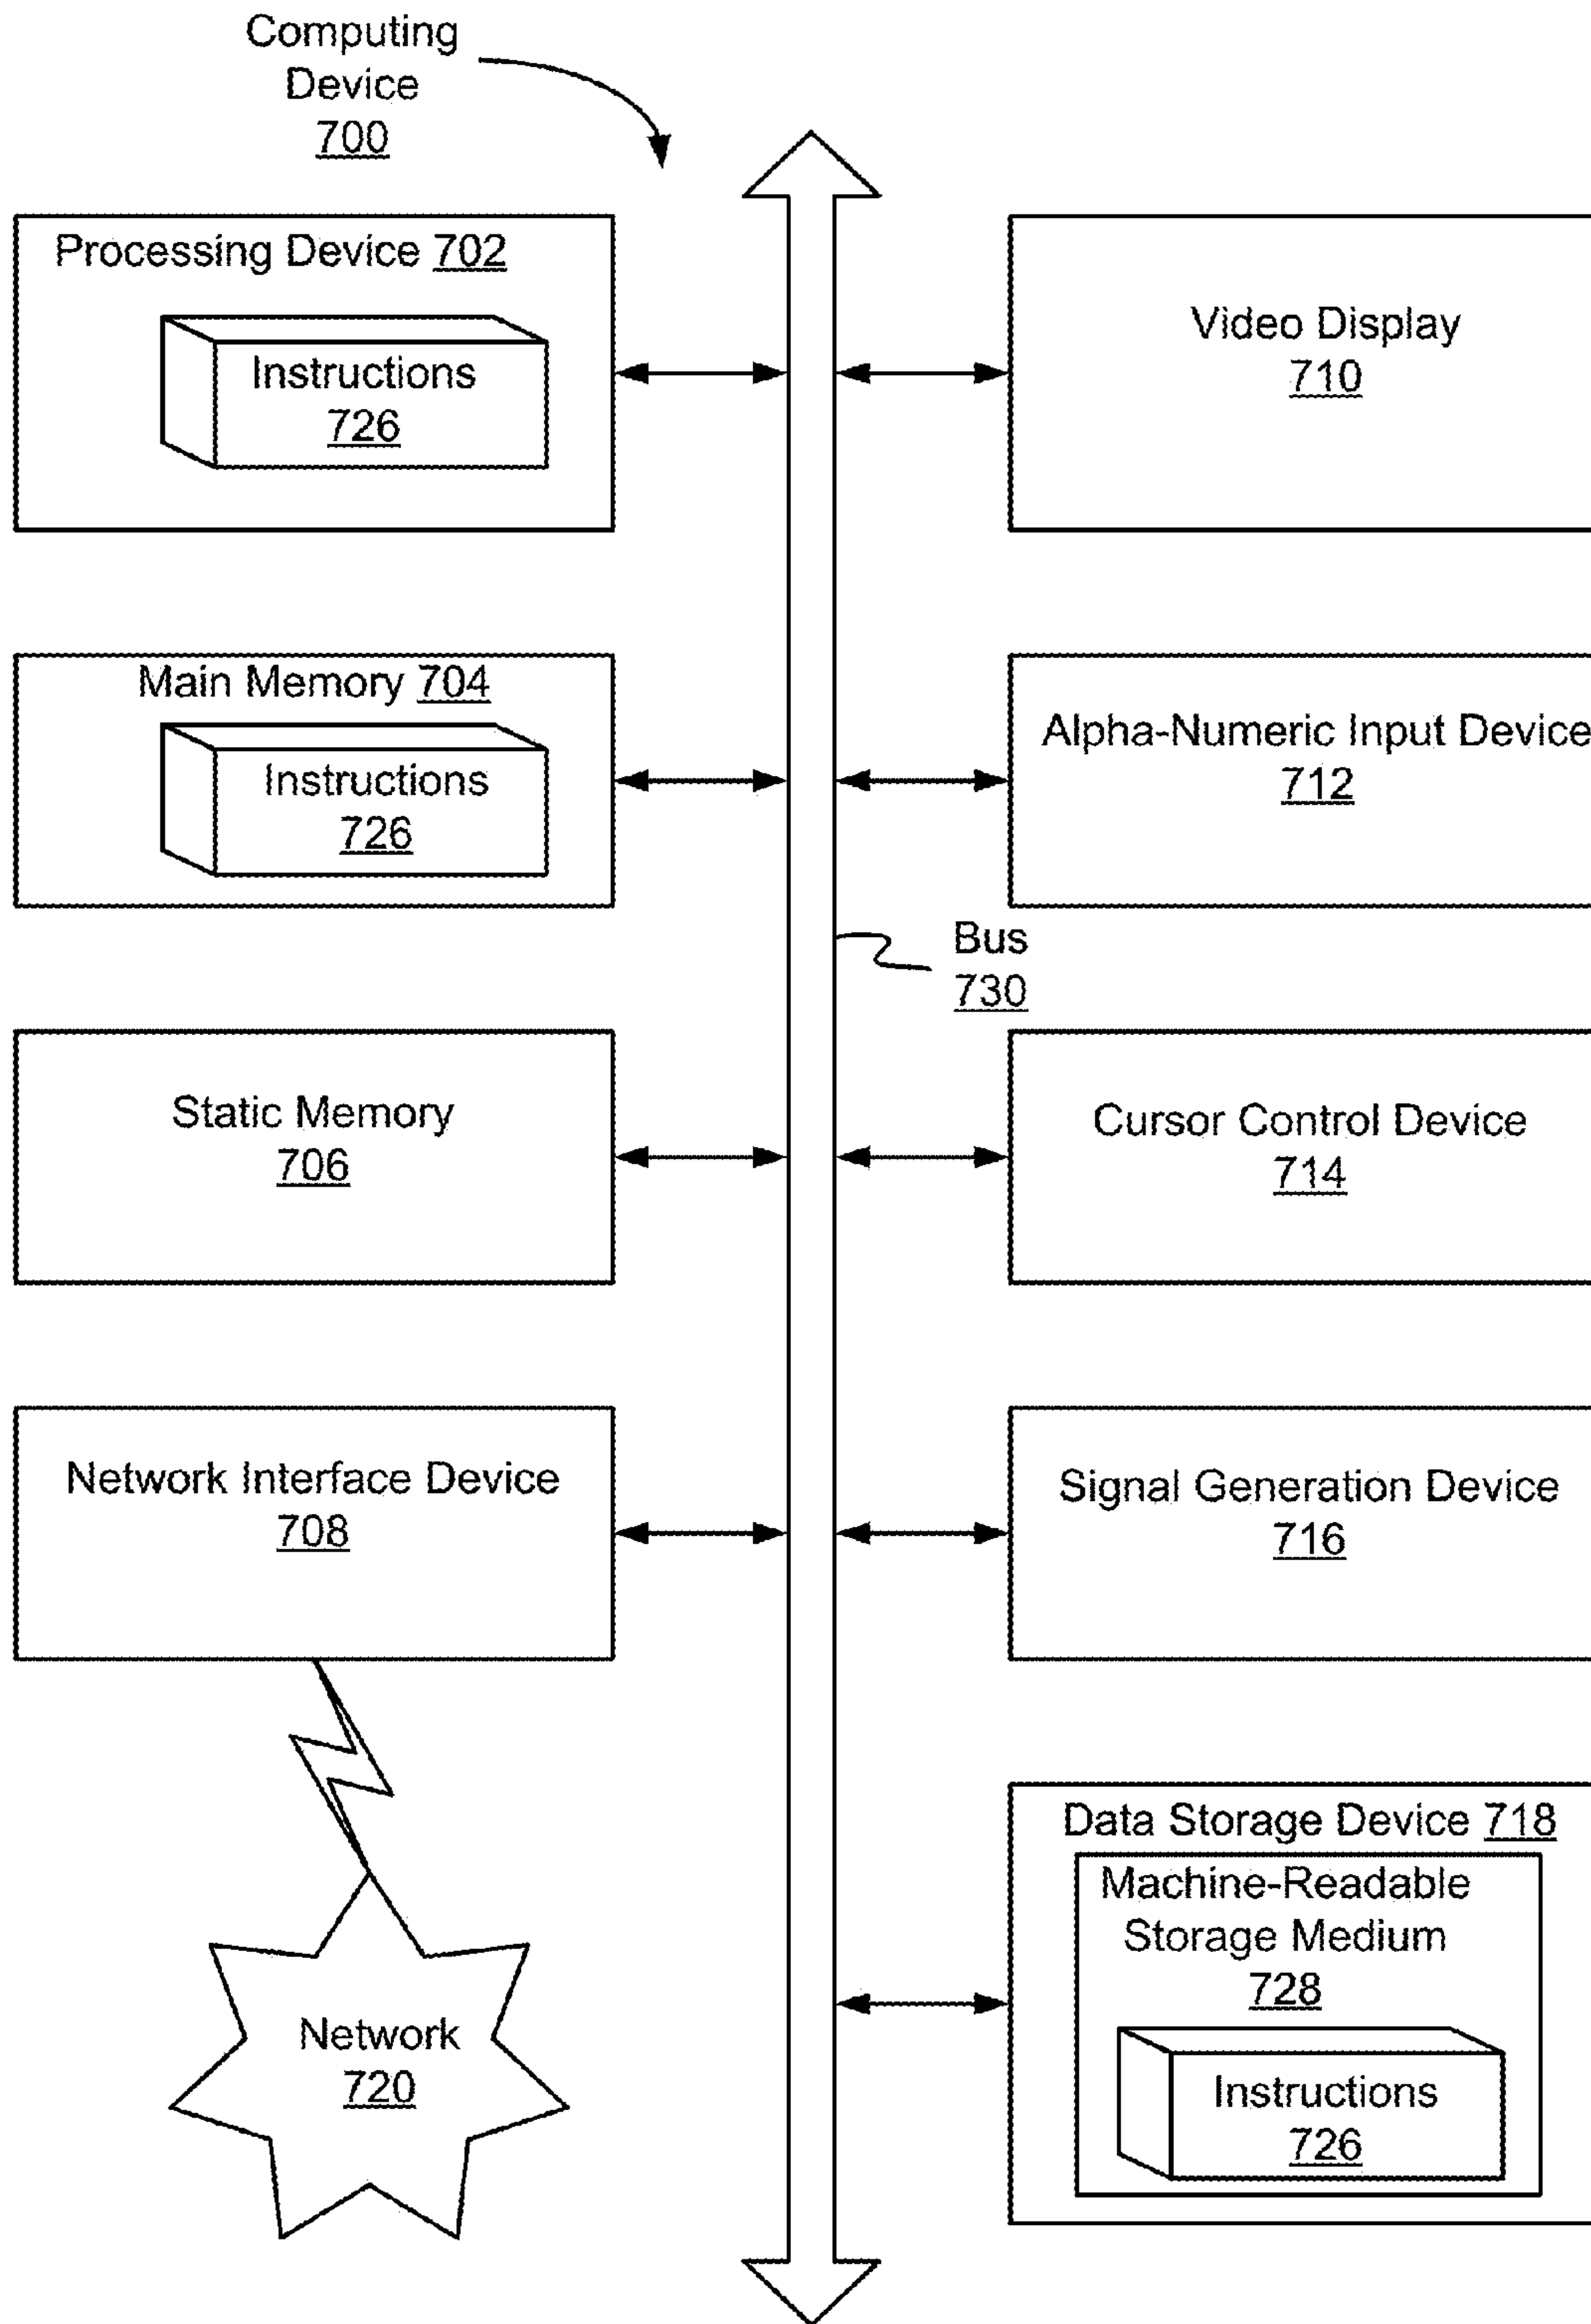 Computing
Device
700
Processing Device 702
Instructions
726
Video Display
710
Main Memory 704
Instructions
726
Alpha-Numeric Input Device
712
Bus
730
Static Memory
706
Cursor Control Device
714
Network Interface Device
708
Signal Generation Device
716
Data Storage Device 718
Machine-Readable
Storage Medium
728
Instructions
726
Network
720